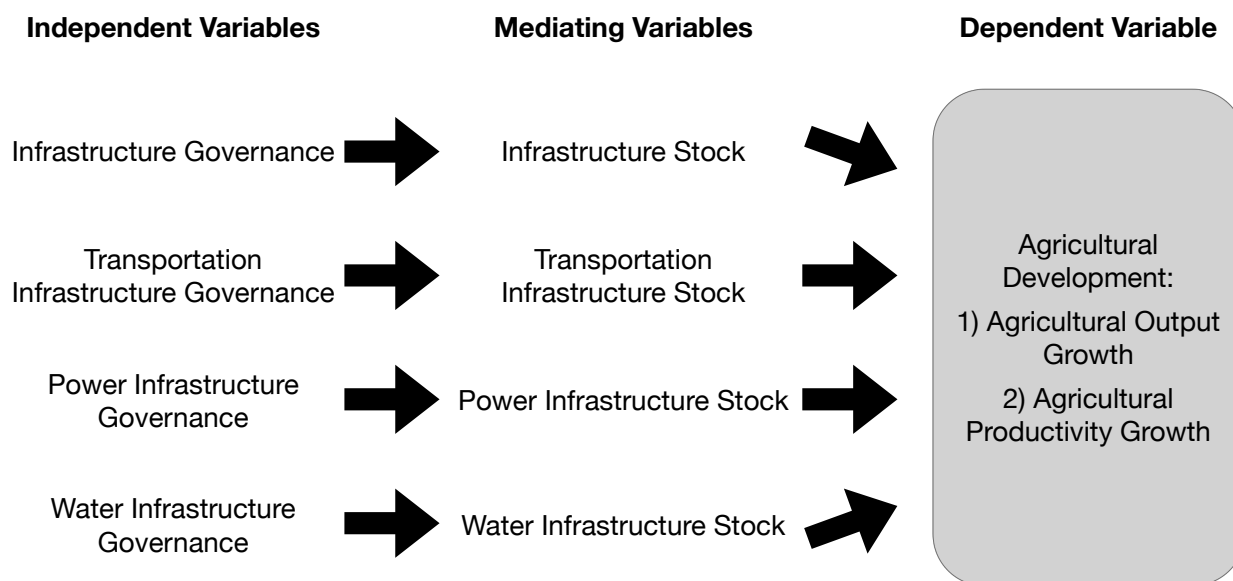 Independent Variables
Mediating Variables
Dependent Variable
Infrastructure Governance
Infrastructure Stock
Transportation
Infrastructure Governance
Transportation
Infrastructure Stock
Power Infrastructure
Governance
Power Infrastructure Stock
Water Infrastructure
Governance
Water Infrastructure Stock
Agricultural
Development:
1) Agricultural Output
Growth
2) Agricultural
Productivity Growth